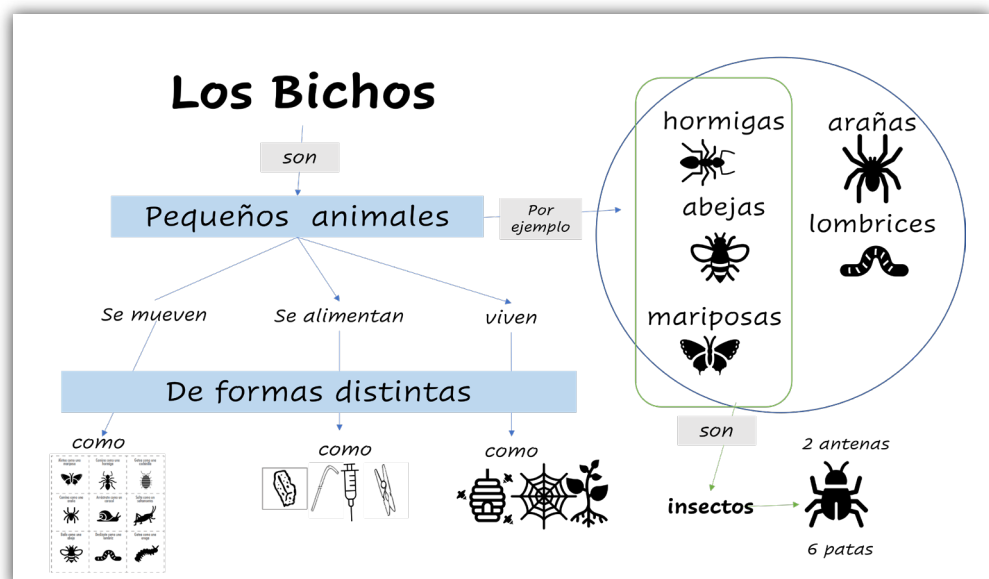 Los Bichos
son
Pequeños animales
Por
ejemplo
hormigas
abejas
mariposas
arañas
lombrices
Se mueven
Se alimentan
viven
De formas distintas
como
como
como
son
insectos
2 antenas
6 patas